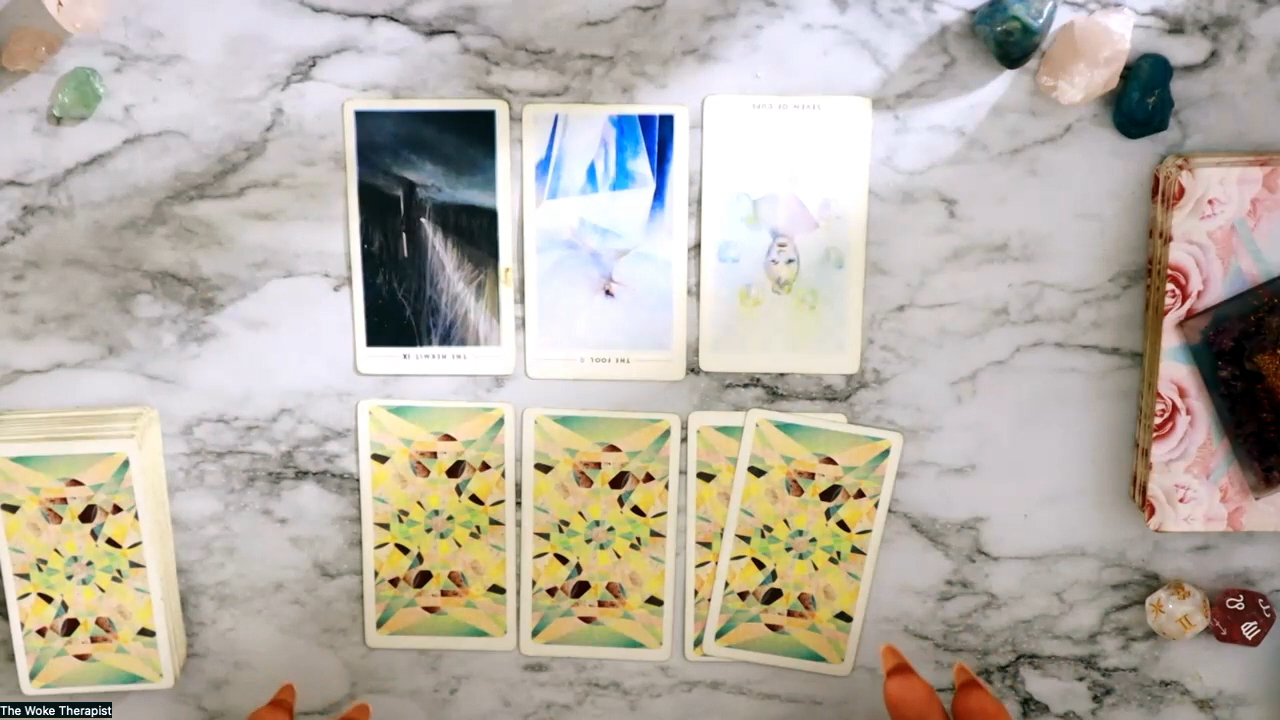 SEVEN OF CUPS
THE HERMIT IX
THE FOOL 0
The Woke Therapist